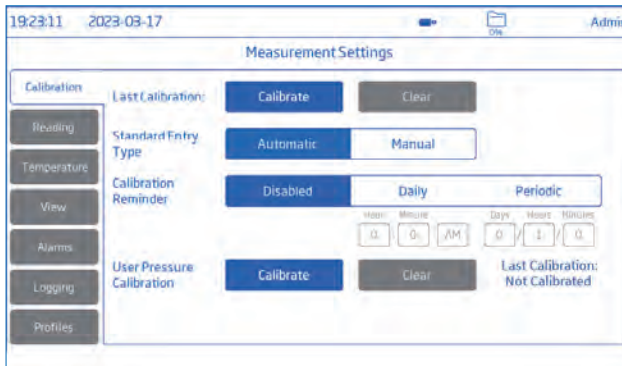 19:23:11 2023-03-17 0% Admi
Measurement Settings
Calibration
Last Calibration: Calibrate Clear
Reading
Standard Entry Type Automatic Manual
Temperature
Calibration Reminder Disabled Daily Periodic
View
Hour Minute Days Hours Minutes
0 0 AM 0 / 1 / 0
Alarms
User Pressure Calibration Calibrate Clear Last Calibration: Not Calibrated
Logging
Profiles